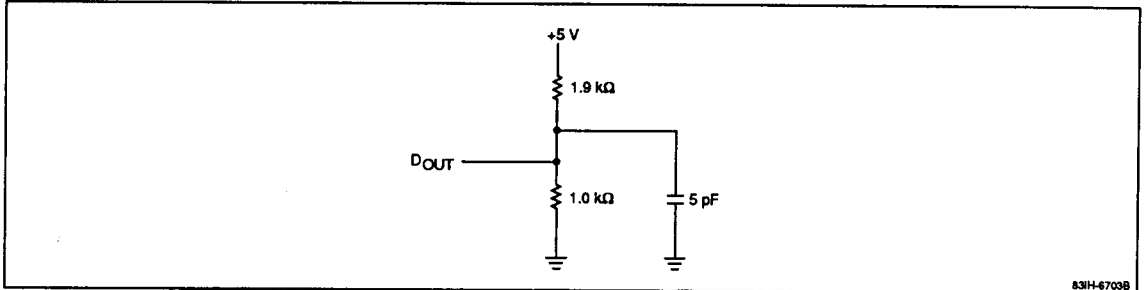 +5 V
1.9 kΩ
DOUT
1.0 kΩ
5 pF
83IH-6703B